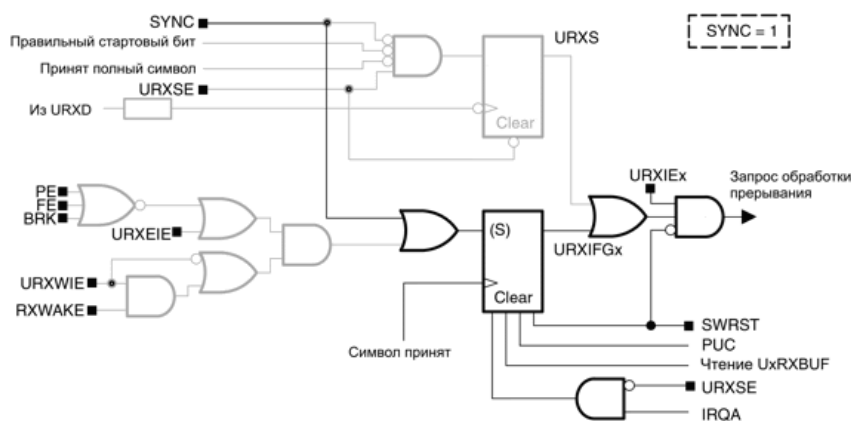 SYNC
Правильный стартовый бит
Принят полный символ
URXSE
Из URXD
URXS
Clear
SYNC = 1
PE
FE
BRK
URXEIE
URXWIE
RXWAKE
(S)
Clear
Символ принят
URXIFGx
URXIEx
Запрос обработки
прерывания
SWRST
PUC
Чтение UxRXBUF
URXSE
IRQA